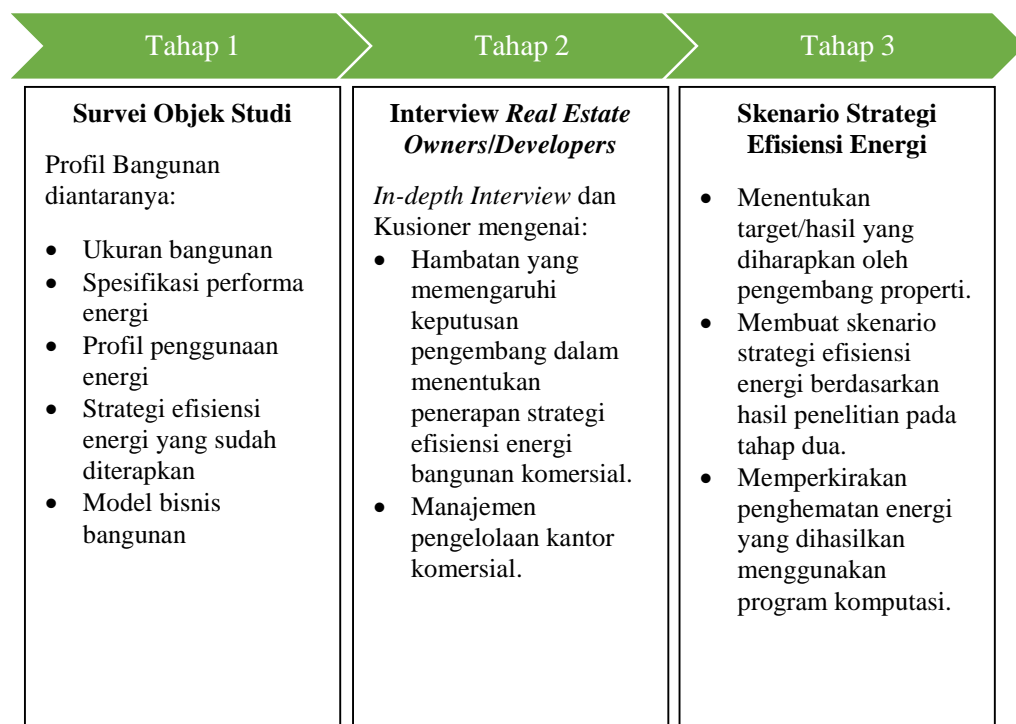 Tahap 1
Tahap 2
Tahap 3
Survei Objek Studi
Profil Bangunan
diantaranya:
• Ukuran bangunan
• Spesifikasi performa
energi
• Profil penggunaan
energi
• Strategi efisiensi
energi yang sudah
diterapkan
• Model bisnis
bangunan
Interview Real Estate
Owners/Developers
In-depth Interview dan
Kusioner mengenai:
• Hambatan yang
memengaruhi
keputusan
pengembang dalam
menentukan
penerapan strategi
efisiensi energi
bangunan komersial.
• Manajemen
pengelolaan kantor
komersial.
Skenario Strategi
Efisiensi Energi
• Menentukan
target/hasil yang
diharapkan oleh
pengembang properti.
• Membuat skenario
strategi efisiensi
energi berdasarkan
hasil penelitian pada
tahap dua.
• Memperkirakan
penghematan energi
yang dihasilkan
menggunakan
program komputasi.